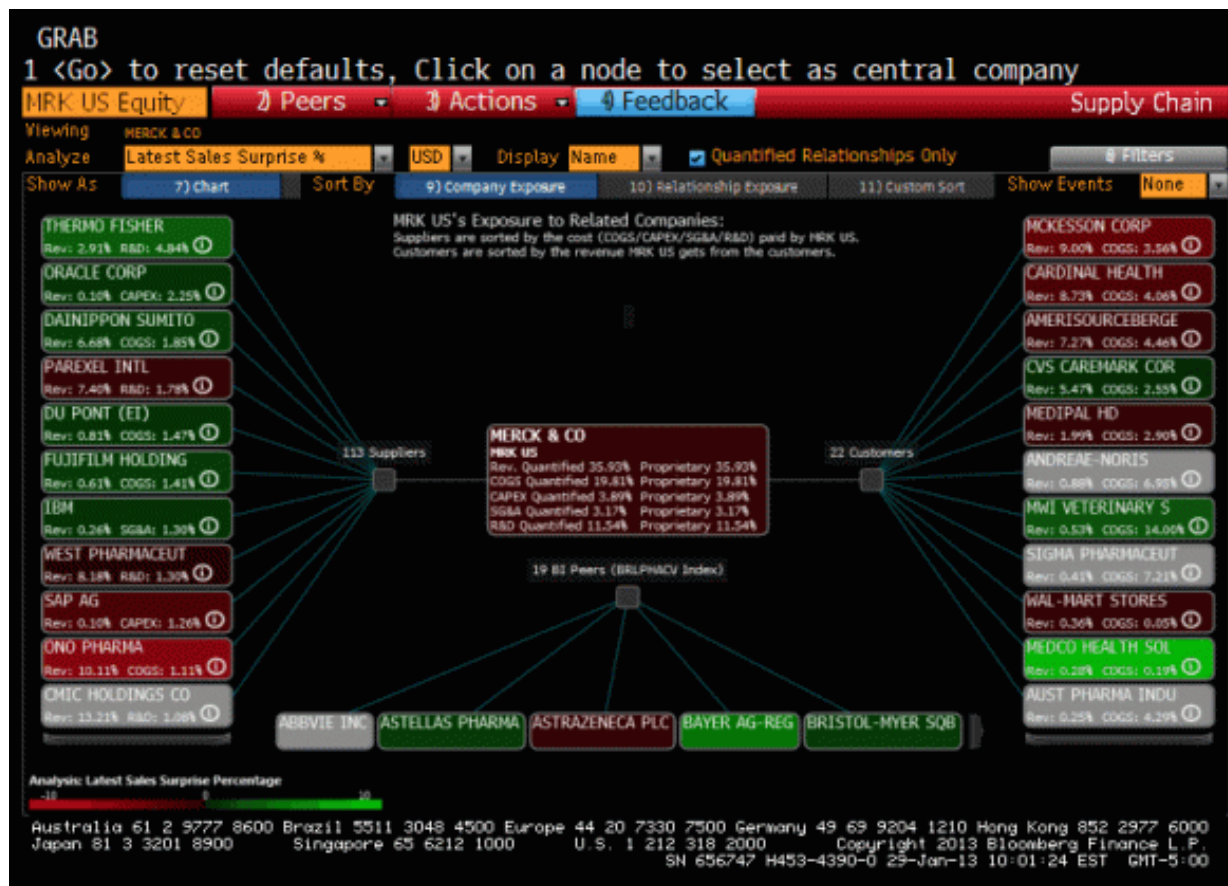 GRAB
1 <Go> to reset defaults, Click on a node to select as central company
MRK US Equity 2) Peers 3) Actions 4) Feedback Supply Chain
Viewing MERCK & CO
Analyze Latest Sales Surprise % USD Display Name Quantified Relationships Only Filters
Show As 7) Chart Sort By 9) Company Exposure 10) Relationship Exposure 11) Custom Sort Show Events None
MRK US's Exposure to Related Companies:
Suppliers are sorted by the cost (COGS/CAPEX/SG&A/R&D) paid by MRK US.
Customers are sorted by the revenue MRK US gets from the customers.
THERMO FISHER
Rev: 2.91% R&D: 4.84%
ORACLE CORP
Rev: 0.10% CAPEX: 2.25%
DAINIPPON SUMITO
Rev: 6.68% COGS: 1.85%
PAREXEL INTL
Rev: 7.40% R&D: 1.78%
DU PONT (EI)
Rev: 0.81% COGS: 1.47%
FUJIFILM HOLDING
Rev: 0.61% COGS: 1.41%
IBM
Rev: 0.26% SG&A: 1.30%
WEST PHARMACEUT
Rev: 8.18% R&D: 1.30%
SAP AG
Rev: 0.10% CAPEX: 1.26%
ONO PHARMA
Rev: 10.11% COGS: 1.11%
CMIC HOLDINGS CO
Rev: 13.21% R&D: 1.08%
113 Suppliers
MERCK & CO
MRK US
Rev. Quantified 35.93% Proprietary 35.93%
COGS Quantified 19.81% Proprietary 19.81%
CAPEX Quantified 3.89% Proprietary 3.89%
SG&A Quantified 3.17% Proprietary 3.17%
R&D Quantified 11.54% Proprietary 11.54%
22 Customers
19 BI Peers (BRLPHACV Index)
ABBVIE INC ASTELLAS PHARMA ASTRAZENECA PLC BAYER AG-REG BRISTOL-MYER SQB
MCKESSON CORP
Rev: 9.00% COGS: 3.56%
CARDINAL HEALTH
Rev: 8.73% COGS: 4.06%
AMERISOURCEBERGE
Rev: 7.27% COGS: 4.46%
CVS CAREMARK COR
Rev: 5.47% COGS: 2.55%
MEDIPAL HD
Rev: 1.99% COGS: 2.90%
ANDREAE-NORIS
Rev: 0.88% COGS: 6.95%
MWI VETERINARY S
Rev: 0.53% COGS: 14.00%
SIGMA PHARMACEUT
Rev: 0.41% COGS: 7.21%
WAL-MART STORES
Rev: 0.36% COGS: 0.05%
MEDCO HEALTH SOL
Rev: 0.28% COGS: 0.19%
AUST PHARMA INDU
Rev: 0.25% COGS: 4.29%
Analysis: Latest Sales Surprise Percentage
-10 0 10
Australia 61 2 9777 8600 Brazil 5511 3048 4500 Europe 44 20 7330 7500 Germany 49 69 9204 1210 Hong Kong 852 2977 6000
Japan 81 3 3201 8900 Singapore 65 6212 1000 U.S. 1 212 318 2000 Copyright 2013 Bloomberg Finance L.P.
SN 656747 H453-4390-0 29-Jan-13 10:01:24 EST GMT-5:00